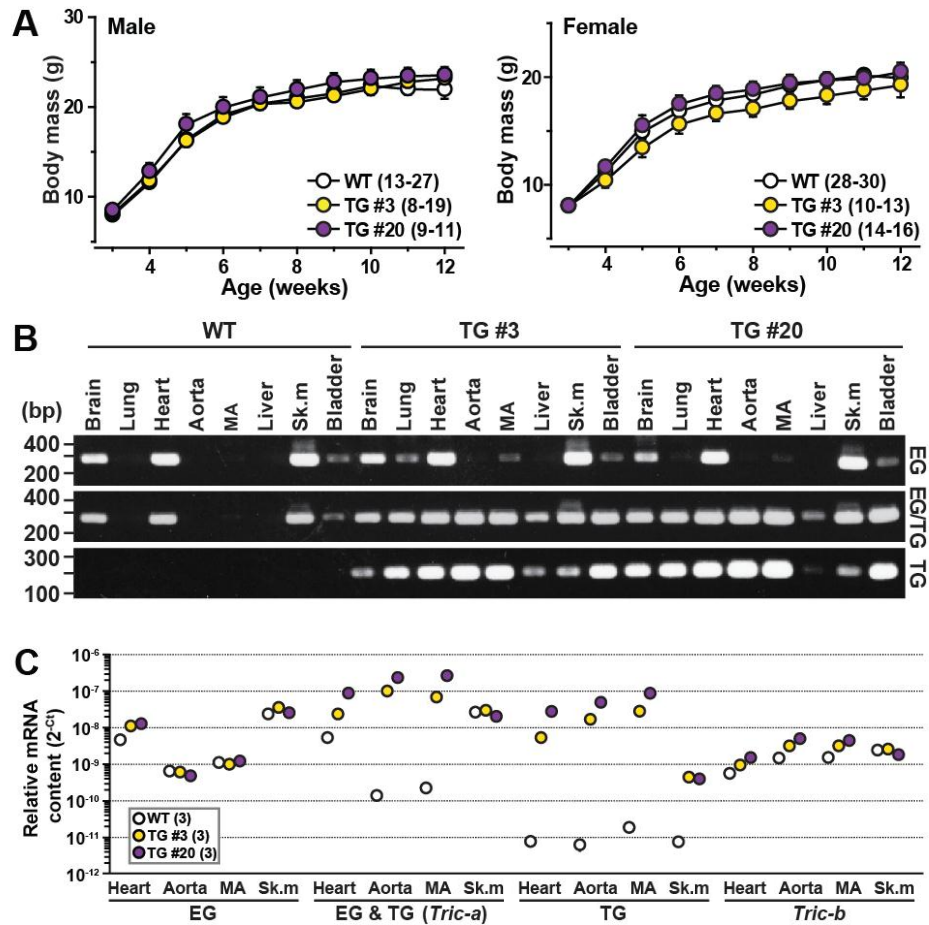 A
Male
Female
30
20
10
20
10
Body mass (g)
Body mass (g)
WT (13-27)
TG #3 (8-19)
TG #20 (9-11)
WT (28-30)
TG #3 (10-13)
TG #20 (14-16)
4 6 8 10 12
4 6 8 10 12
Age (weeks)
Age (weeks)
B
WT TG #3 TG #20
(bp)
Brain Lung Heart Aorta MA Liver Sk.m Bladder Brain Lung Heart Aorta MA Liver Sk.m Bladder Brain Lung Heart Aorta MA Liver Sk.m Bladder
400
200
EG
400
200
EG/TG
300
100
TG
C
Relative mRNA
content (2⁻ᶜᵗ)
10⁻⁶
10⁻⁷
10⁻⁸
10⁻⁹
10⁻¹⁰
10⁻¹¹
10⁻¹²
WT (3)
TG #3 (3)
TG #20 (3)
Heart Aorta MA Sk.m Heart Aorta MA Sk.m Heart Aorta MA Sk.m Heart Aorta MA Sk.m
EG EG & TG (Tric-a) TG Tric-b